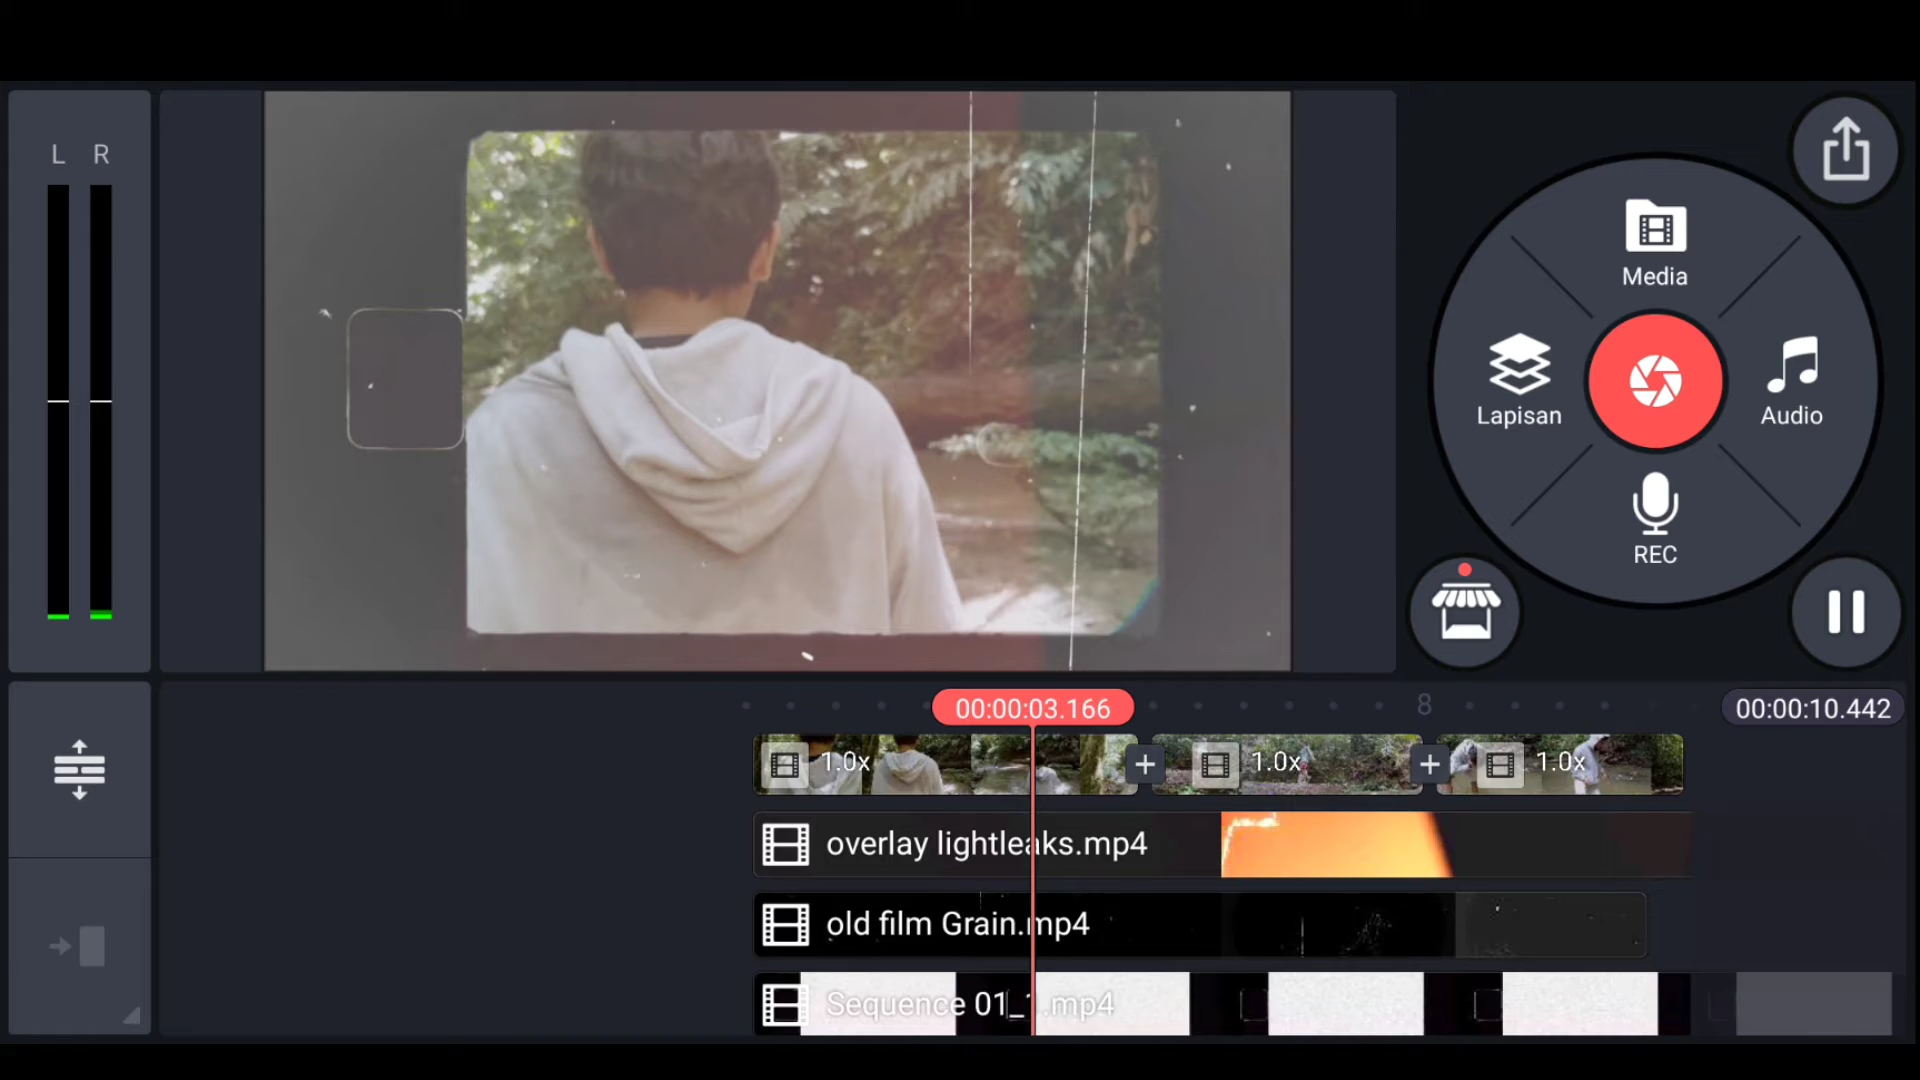 L R
Media
Lapisan
Audio
REC
00:00:03.166
8
00:00:10.442
1.0x
1.0x
1.0x
overlay lightleaks.mp4
old film Grain.mp4
Sequence 01_1.mp4